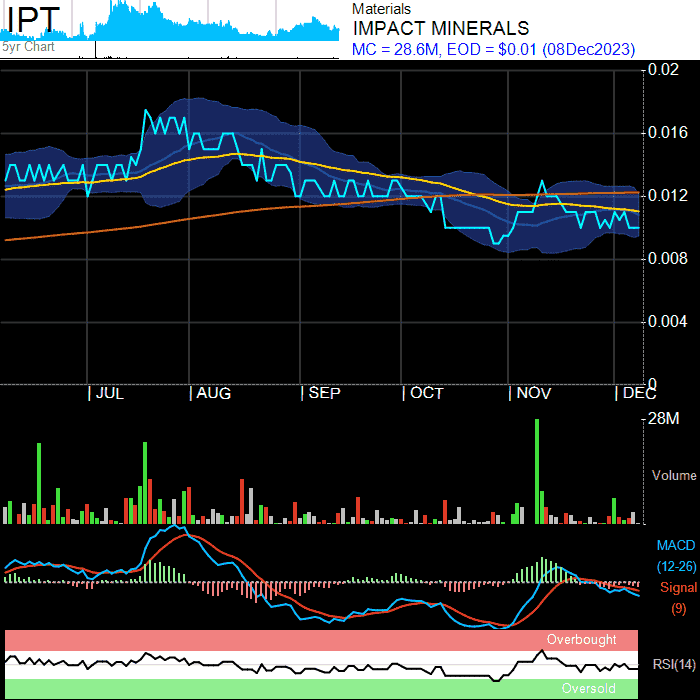 IPT
5yr Chart
Materials
IMPACT MINERALS
MC = 28.6M, EOD = $0.01 (08Dec2023)
0.02
0.016
0.012
0.008
0.004
0
JUL
AUG
SEP
OCT
NOV
DEC
28M
Volume
MACD
(12-26)
Signal
(9)
Overbought
RSI(14)
Oversold